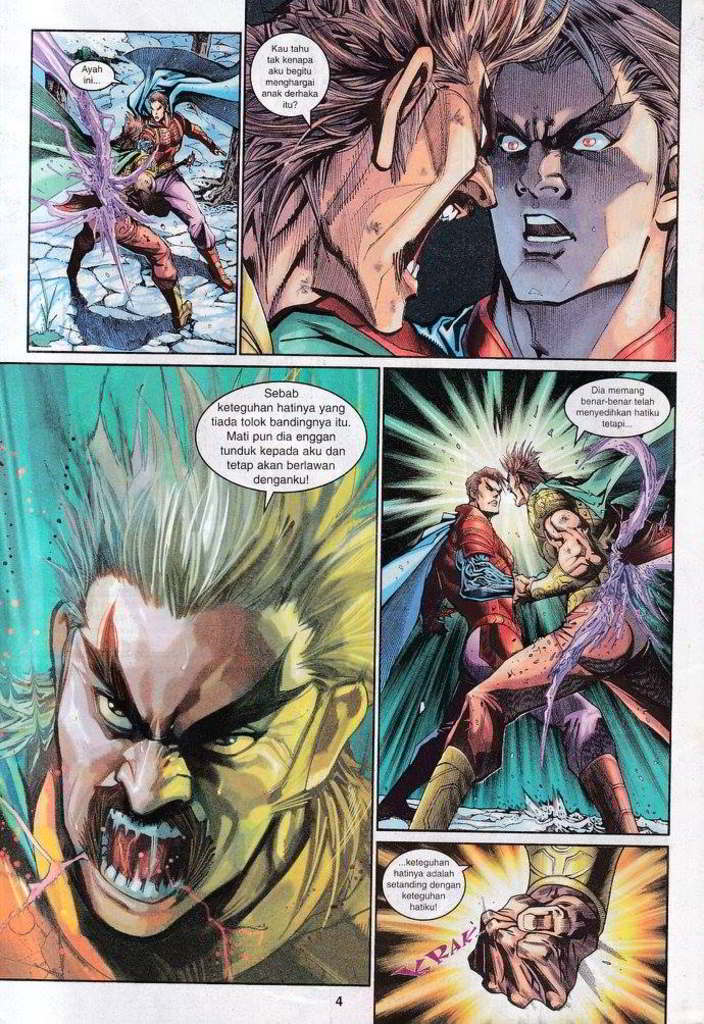 Ayah
ini...
Kau tahu
tak kenapa
aku begitu
menghargai
anak derhaka
itu?
Sebab
keteguhan hatinya yang
tiada tolok bandingnya itu.
Mati pun dia enggan
tunduk kepada aku dan
tetap akan berlawan
denganku!
Dia memang
benar-benar telah
menyedihkan hatiku
tetapi...
...keteguhan
hatinya adalah
setanding dengan
keteguhan
hatiku!
KRAK
4